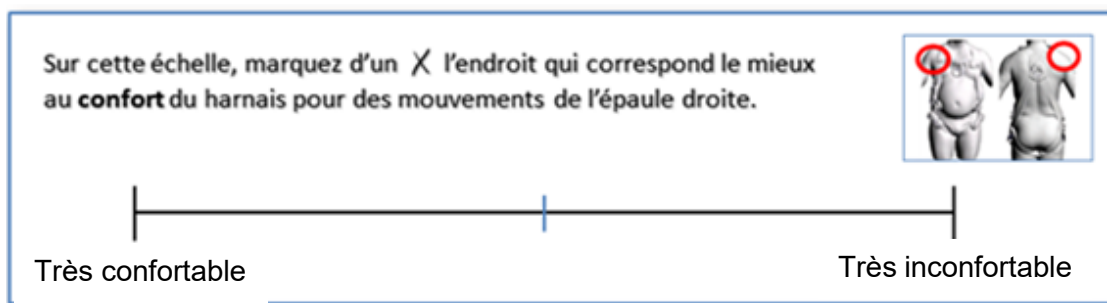 Sur cette échelle, marquez d'un X l'endroit qui correspond le mieux
au confort du harnais pour des mouvements de l'épaule droite.
Très confortable
Très inconfortable